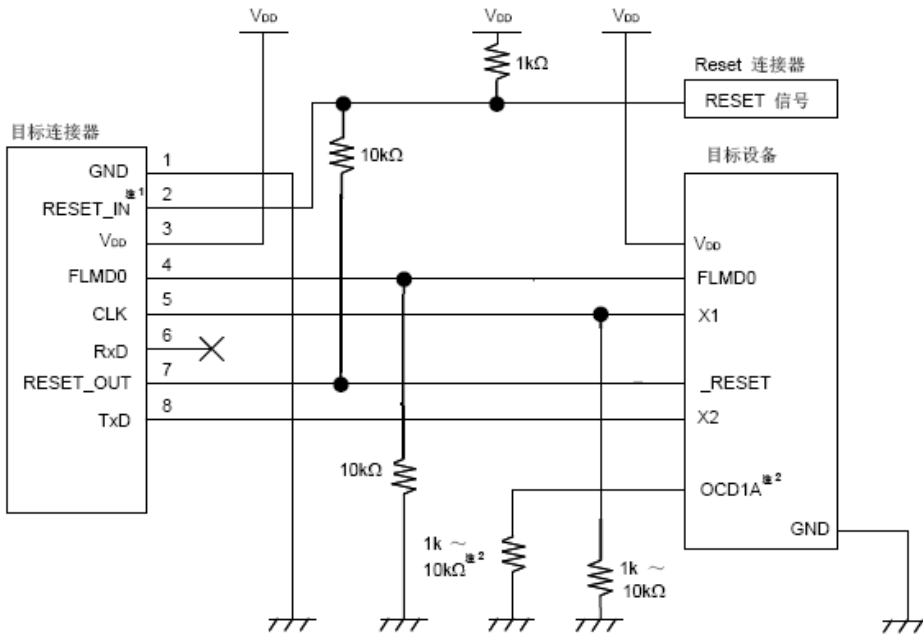 VDD
VDD
VDD
1kΩ
Reset 连接器
RESET 信号
目标连接器
10kΩ
目标设备
GND 1
RESET_IN注1 2
VDD 3
FLMD0 4
CLK 5
RxD 6
RESET_OUT 7
TxD 8
VDD
FLMD0
X1
_RESET
X2
OCD1A注2
GND
10kΩ
1k ~
10kΩ注2
1k ~
10kΩ